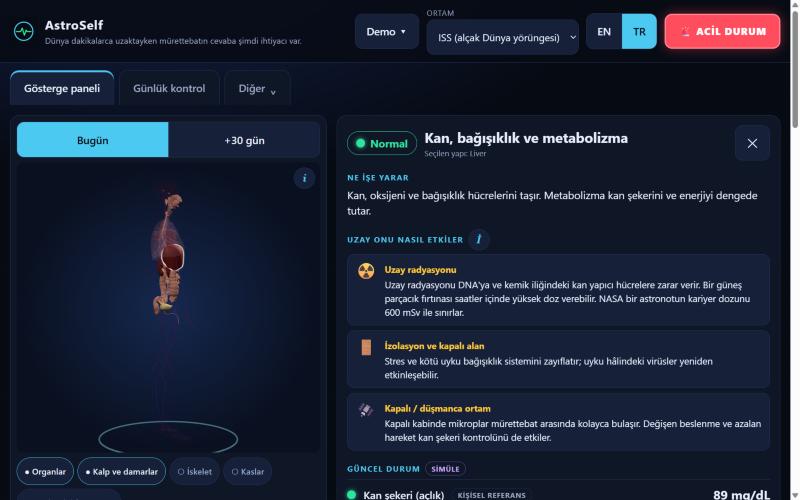 AstroSelf
Dünya dakikalarca uzaktayken mürettebatın cevaba şimdi ihtiyacı var.
Demo
ORTAM
ISS (alçak Dünya yörüngesi)
EN
TR
ACİL DURUM
Gösterge paneli
Günlük kontrol
Diğer
Bugün
+30 gün
i
Organlar
Kalp ve damarlar
İskelet
Kaslar
Normal
Kan, bağışıklık ve metabolizma
Seçilen yapı: Liver
NE İŞE YARAR
Kan, oksijeni ve bağışıklık hücrelerini taşır. Metabolizma kan şekerini ve enerjiyi dengede
tutar.
UZAY ONU NASIL ETKİLER
i
Uzay radyasyonu
Uzay radyasyonu DNA'ya ve kemik iliğindeki kan yapıcı hücrelere zarar verir. Bir güneş
parçacık fırtınası saatler içinde yüksek doz verebilir. NASA bir astronotun kariyer dozunu
600 mSv ile sınırlar.
İzolasyon ve kapalı alan
Stres ve kötü uyku bağışıklık sistemini zayıflatır; uyku hâlindeki virüsler yeniden
etkinleşebilir.
Kapalı / düşmanca ortam
Kapalı kabinde mikroplar mürettebat arasında kolayca bulaşır. Değişen beslenme ve azalan
hareket kan şekeri kontrolünü de etkiler.
GÜNCEL DURUM
SİMÜLE
Kan şekeri (açlık)
KİŞİSEL REFERANS
89 mg/dL